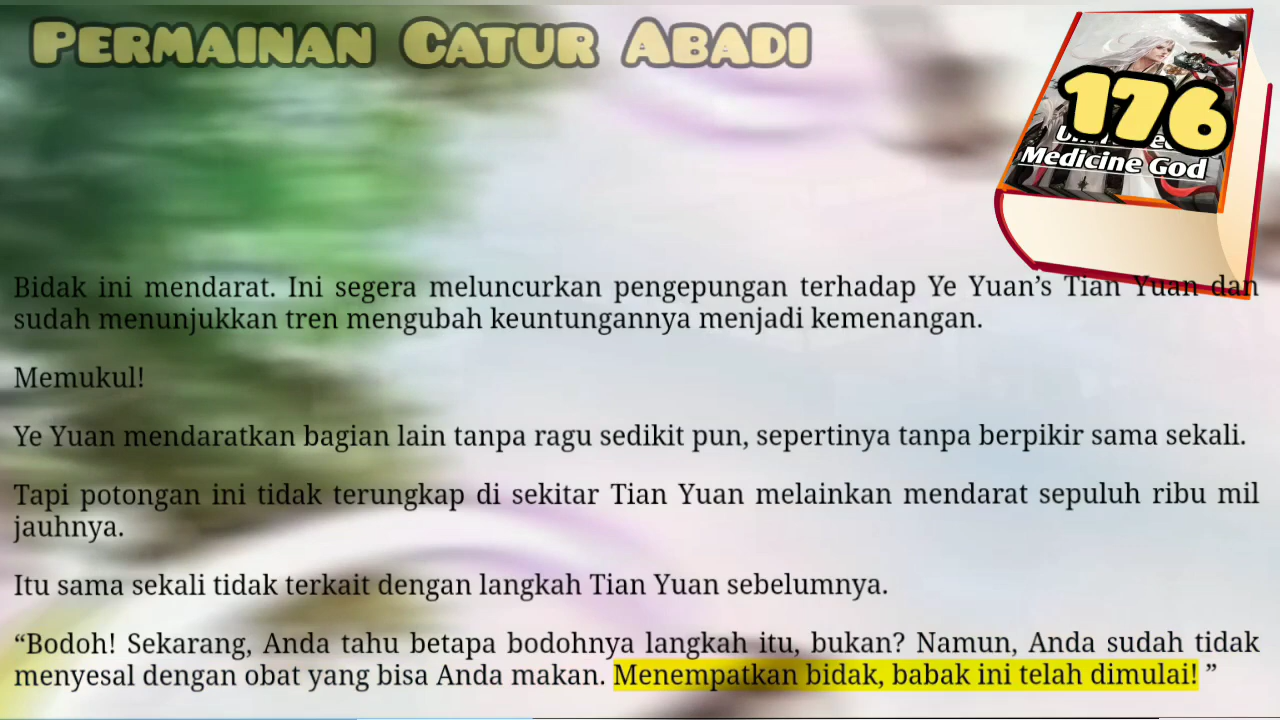 PERMAINAN CATUR ABADI
176
Medicine God
Bidak ini mendarat. Ini segera meluncurkan pengepungan terhadap Ye Yuan’s Tian Yuan dan
sudah menunjukkan tren mengubah keuntungannya menjadi kemenangan.
Memukul!
Ye Yuan mendaratkan bagian lain tanpa ragu sedikit pun, sepertinya tanpa berpikir sama sekali.
Tapi potongan ini tidak terungkap di sekitar Tian Yuan melainkan mendarat sepuluh ribu mil
jauhnya.
Itu sama sekali tidak terkait dengan langkah Tian Yuan sebelumnya.
“Bodoh! Sekarang, Anda tahu betapa bodohnya langkah itu, bukan? Namun, Anda sudah tidak
menyesal dengan obat yang bisa Anda makan. Menempatkan bidak, babak ini telah dimulai! ”